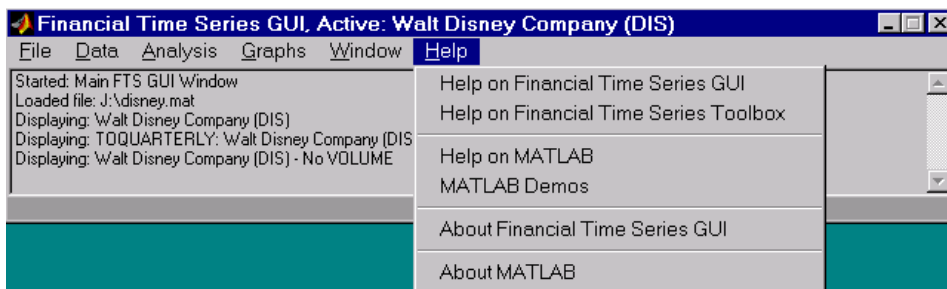 Financial Time Series GUI, Active: Walt Disney Company (DIS)
File Data Analysis Graphs Window Help
Started: Main FTS GUI Window
Loaded file: J:\disney.mat
Displaying: Walt Disney Company (DIS)
Displaying: TOQUARTERLY: Walt Disney Company (DIS
Displaying: Walt Disney Company (DIS) - No VOLUME
Help on Financial Time Series GUI
Help on Financial Time Series Toolbox
Help on MATLAB
MATLAB Demos
About Financial Time Series GUI
About MATLAB